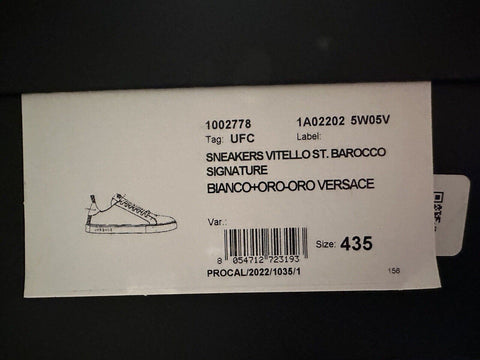 1002778 1A02202 5W05V
Tag: UFC Label:
SNEAKERS VITELLO ST. BAROCCO
SIGNATURE
BIANCO+ORO-ORO VERSACE
Var.:
Size: 435
8 054712 723193
PROCAL/2022/1035/1 156